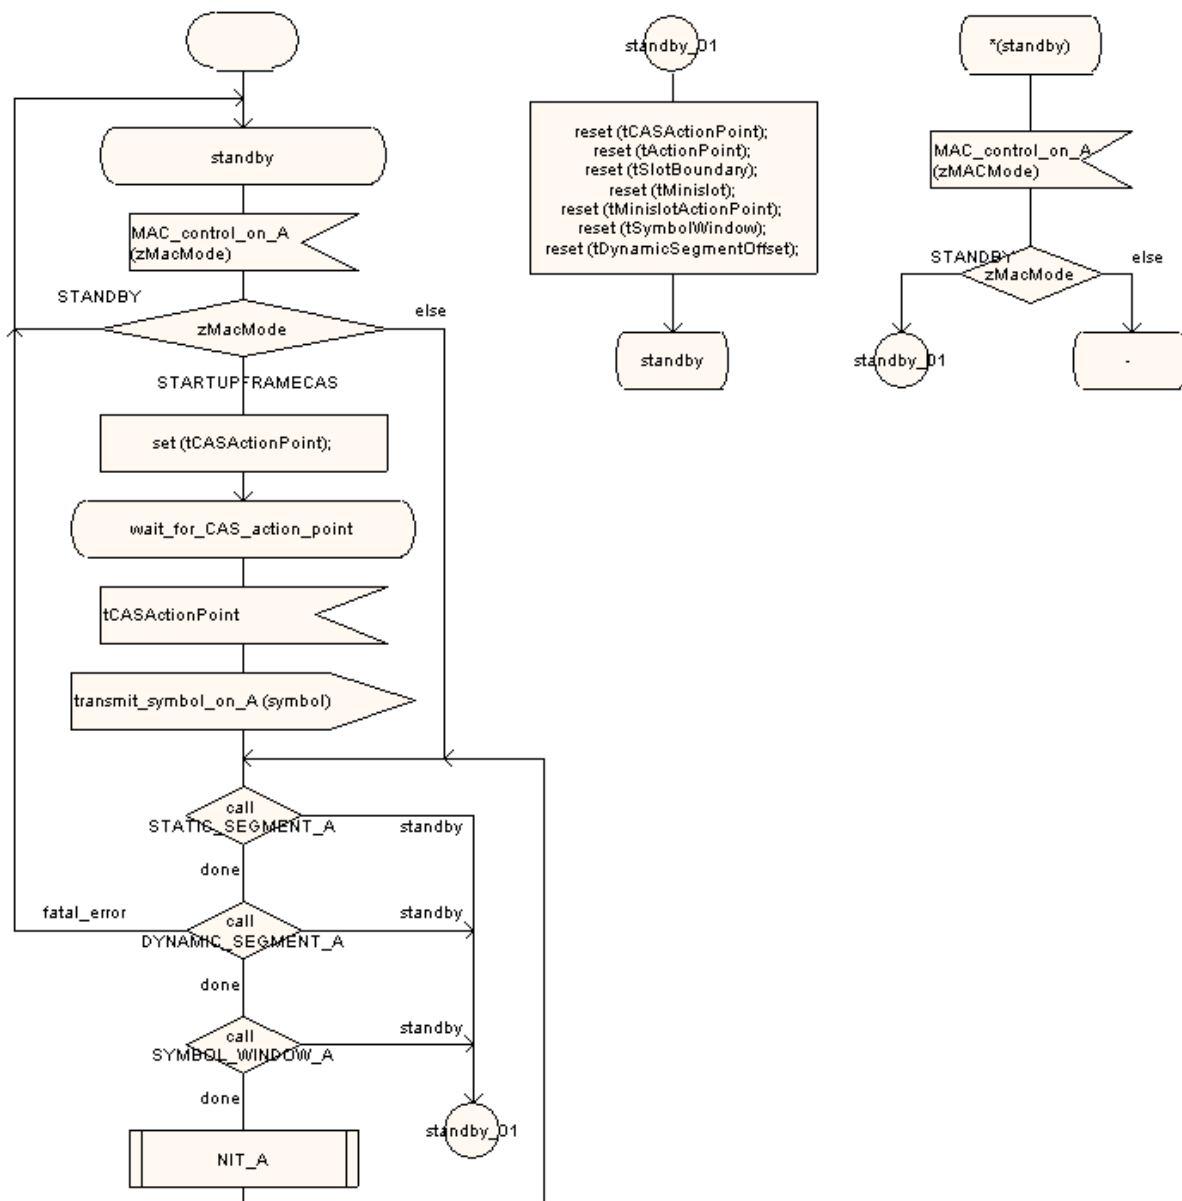 standby
MAC_control_on_A
(zMacMode)
STANDBY
zMacMode
else
STARTUPFRAMECAS
set (tCASActionPoint);
wait_for_CAS_action_point
tCASActionPoint
transmit_symbol_on_A (symbol)
call
STATIC_SEGMENT_A
standby
done
fatal_error
call
DYNAMIC_SEGMENT_A
standby
done
call
SYMBOL_WINDOW_A
standby
done
standby_01
NIT_A
standby_01
reset (tCASActionPoint);
reset (tActionPoint);
reset (tSlotBoundary);
reset (tMinislot);
reset (tMinislotActionPoint);
reset (tSymbolWindow);
reset (tDynamicSegmentOffset);
standby
*(standby)
MAC_control_on_A
(zMACMode)
STANDBY
zMacMode
else
standby_01
-